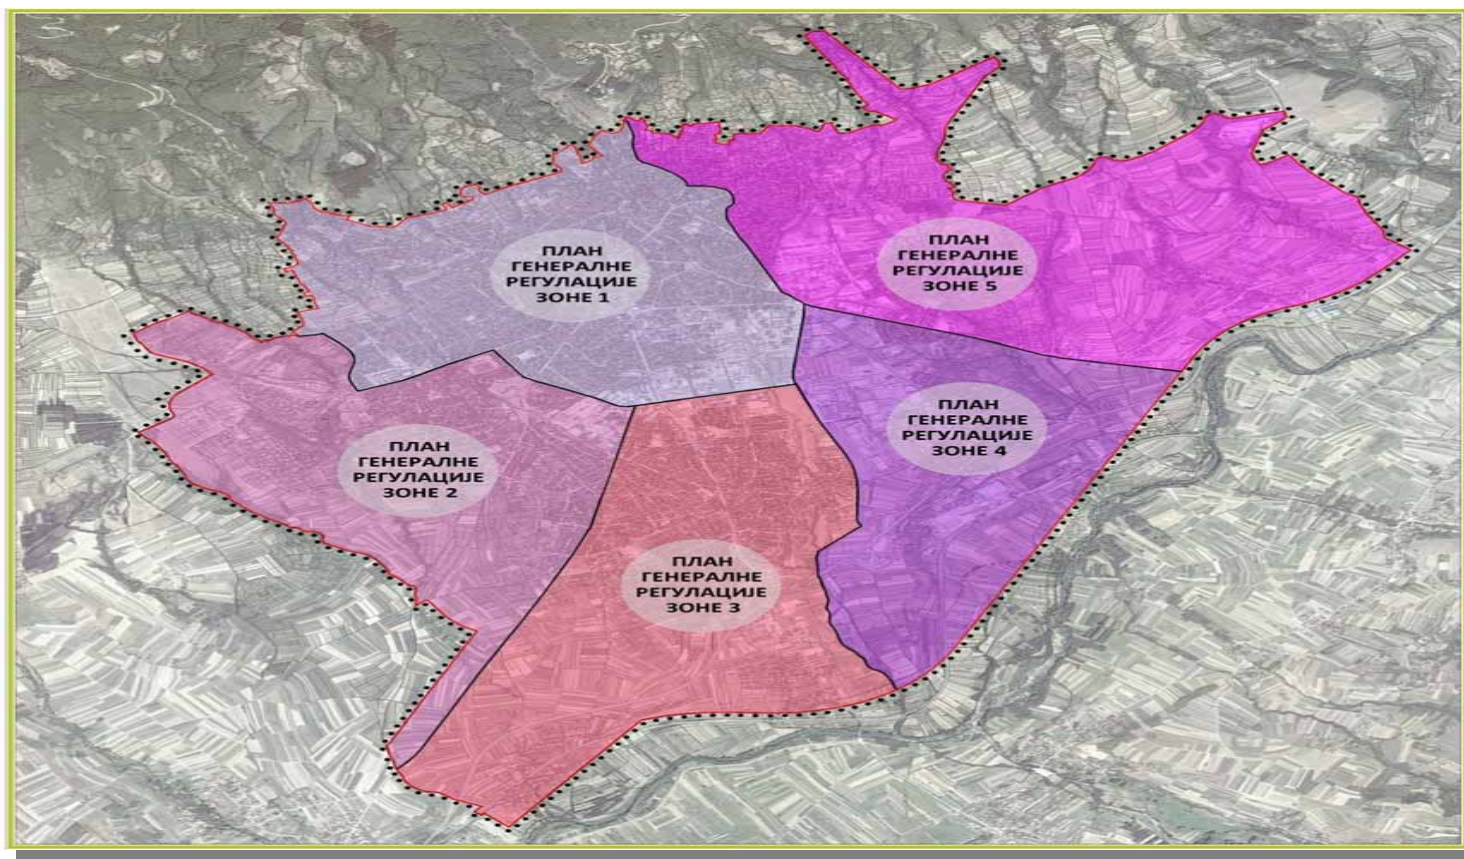 ПЛАН
ГЕНЕРАЛНЕ
РЕГУЛАЦИЈЕ
ЗОНЕ 1
ПЛАН
ГЕНЕРАЛНЕ
РЕГУЛАЦИЈЕ
ЗОНЕ 5
ПЛАН
ГЕНЕРАЛНЕ
РЕГУЛАЦИЈЕ
ЗОНЕ 4
ПЛАН
ГЕНЕРАЛНЕ
РЕГУЛАЦИЈЕ
ЗОНЕ 2
ПЛАН
ГЕНЕРАЛНЕ
РЕГУЛАЦИЈЕ
ЗОНЕ 3